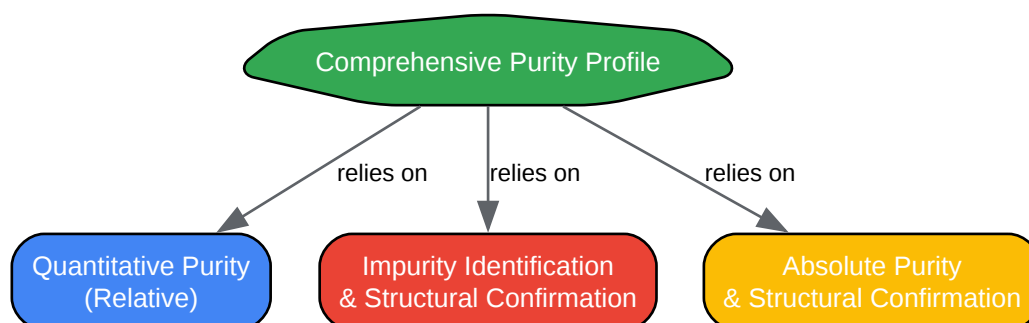 Comprehensive Purity Profile
relies on
relies on
relies on
Quantitative Purity
(Relative)
Impurity Identification
& Structural Confirmation
Absolute Purity
& Structural Confirmation